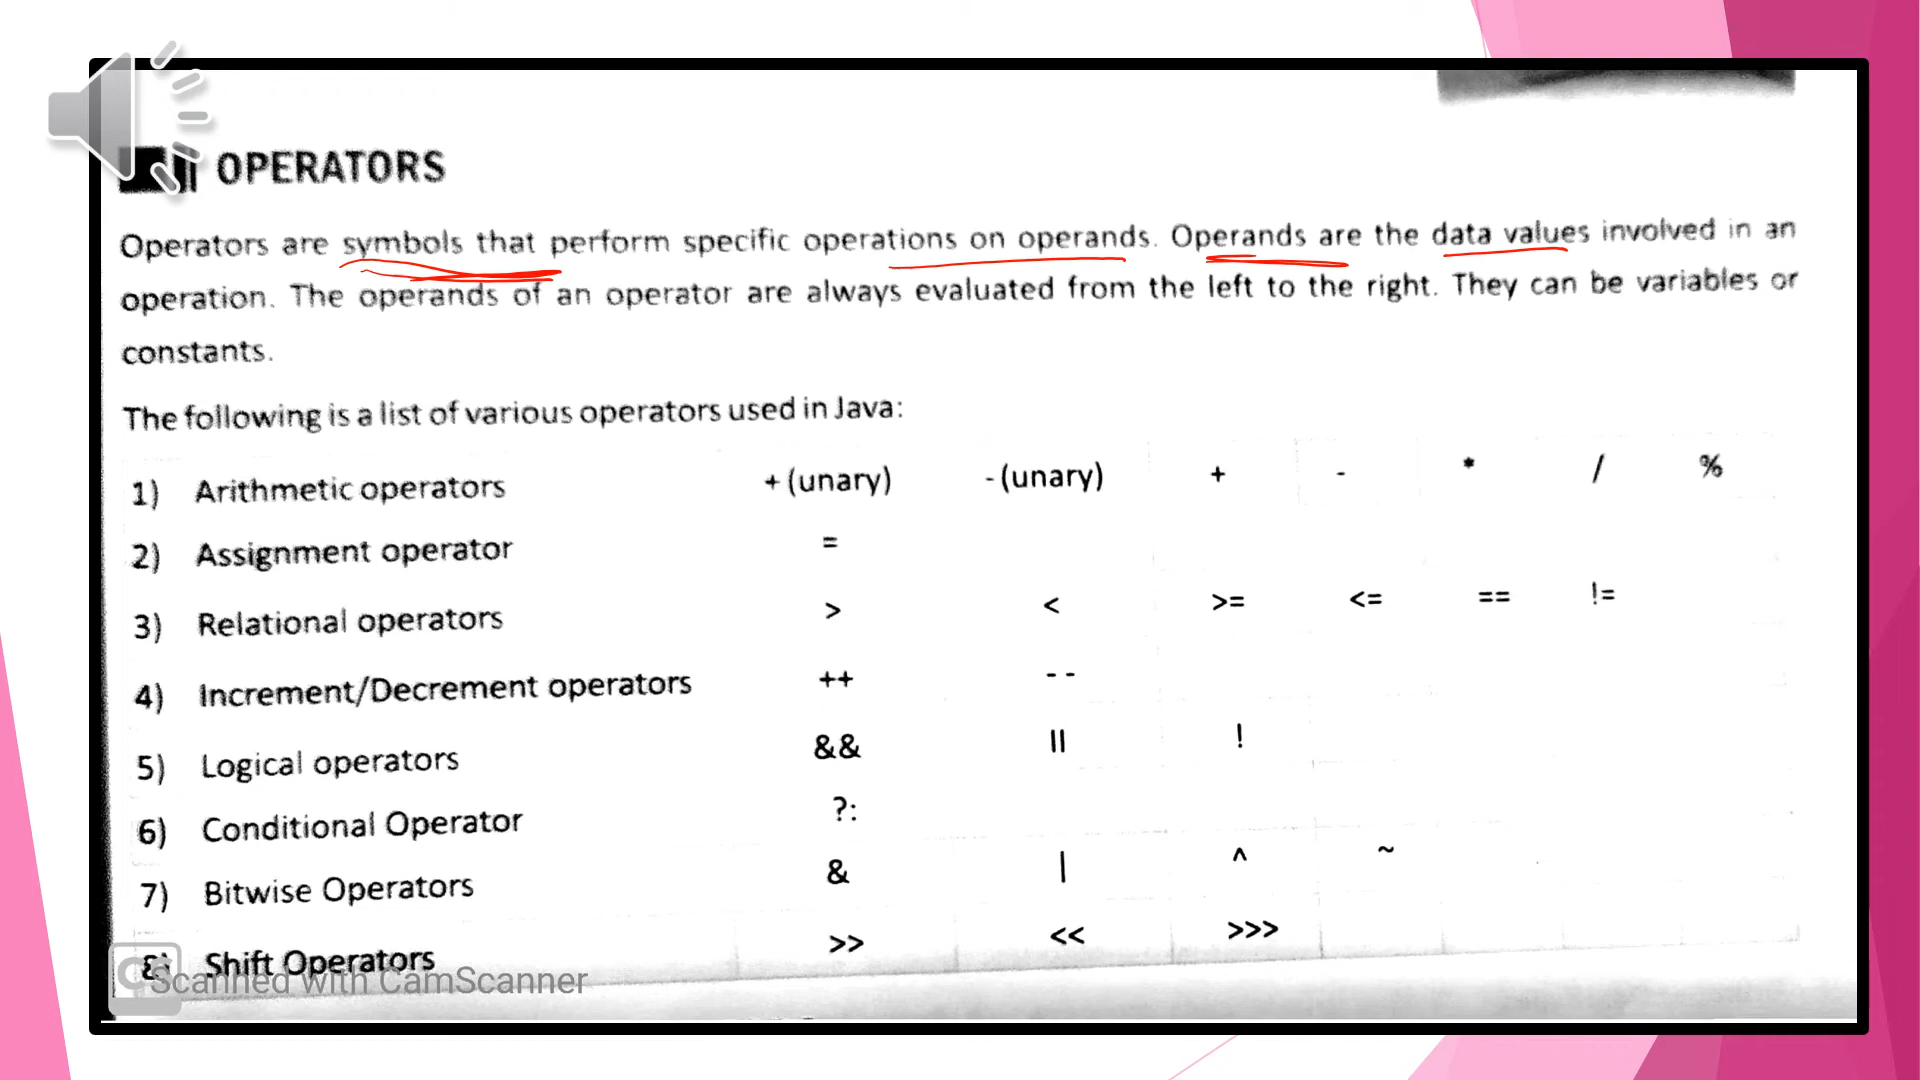 OPERATORS
Operators are symbols that perform specific operations on operands. Operands are the data values involved in an
operation. The operands of an operator are always evaluated from the left to the right. They can be variables or
constants.
The following is a list of various operators used in Java:
1) Arithmetic operators + (unary) - (unary) + - * / %
2) Assignment operator =
3) Relational operators > < >= <= == !=
4) Increment/Decrement operators ++ --
5) Logical operators && || !
6) Conditional Operator ?:
7) Bitwise Operators & | ^ ~
8) Shift Operators >> << >>>
Scanned with CamScanner